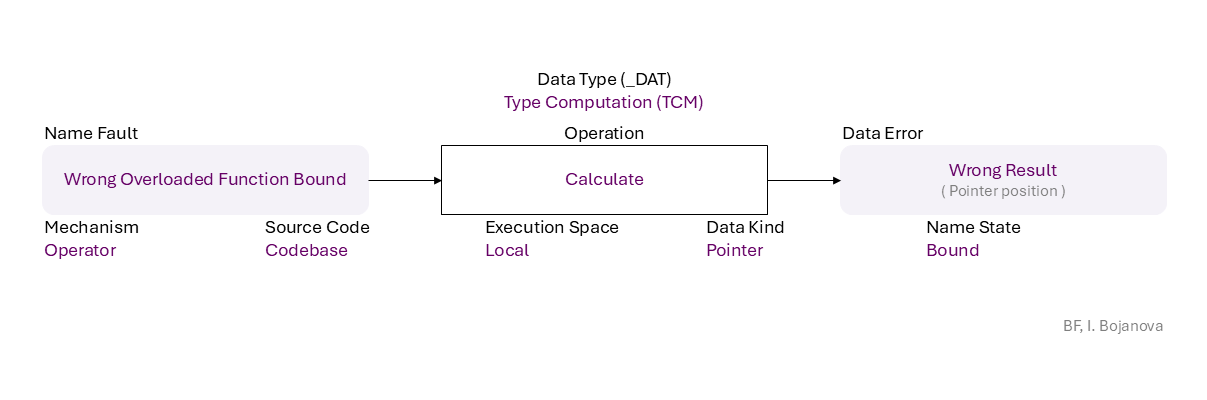 Data Type (_DAT)
Type Computation (TCM)
Name Fault
Operation
Data Error
Wrong Overloaded Function Bound
Calculate
Wrong Result
( Pointer position )
Mechanism
Source Code
Execution Space
Data Kind
Name State
Operator
Codebase
Local
Pointer
Bound
BF, I. Bojanova